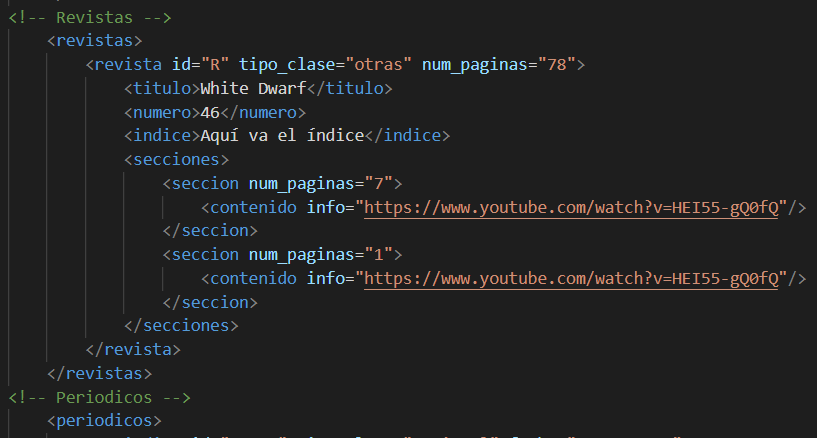 <!-- Revistas -->
<revistas>
<revista id="R" tipo_clase="otras" num_paginas="78">
<titulo>White Dwarf</titulo>
<numero>46</numero>
<indice>Aquí va el índice</indice>
<secciones>
<seccion num_paginas="7">
<contenido info="https://www.youtube.com/watch?v=HEI55-gQ0fQ"/>
</seccion>
<seccion num_paginas="1">
<contenido info="https://www.youtube.com/watch?v=HEI55-gQ0fQ"/>
</seccion>
</secciones>
</revista>
</revistas>
<!-- Periodicos -->
<periodicos>